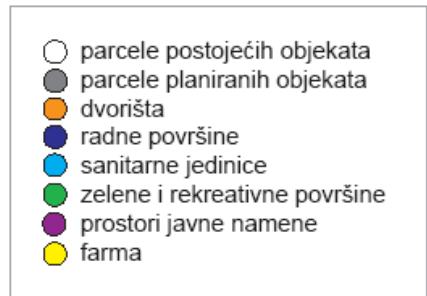 parcele postojećih objekata
parcele planiranih objekata
dvorišta
radne površine
sanitarne jedinice
zelene i rekreativne površine
prostori javne namene
farma